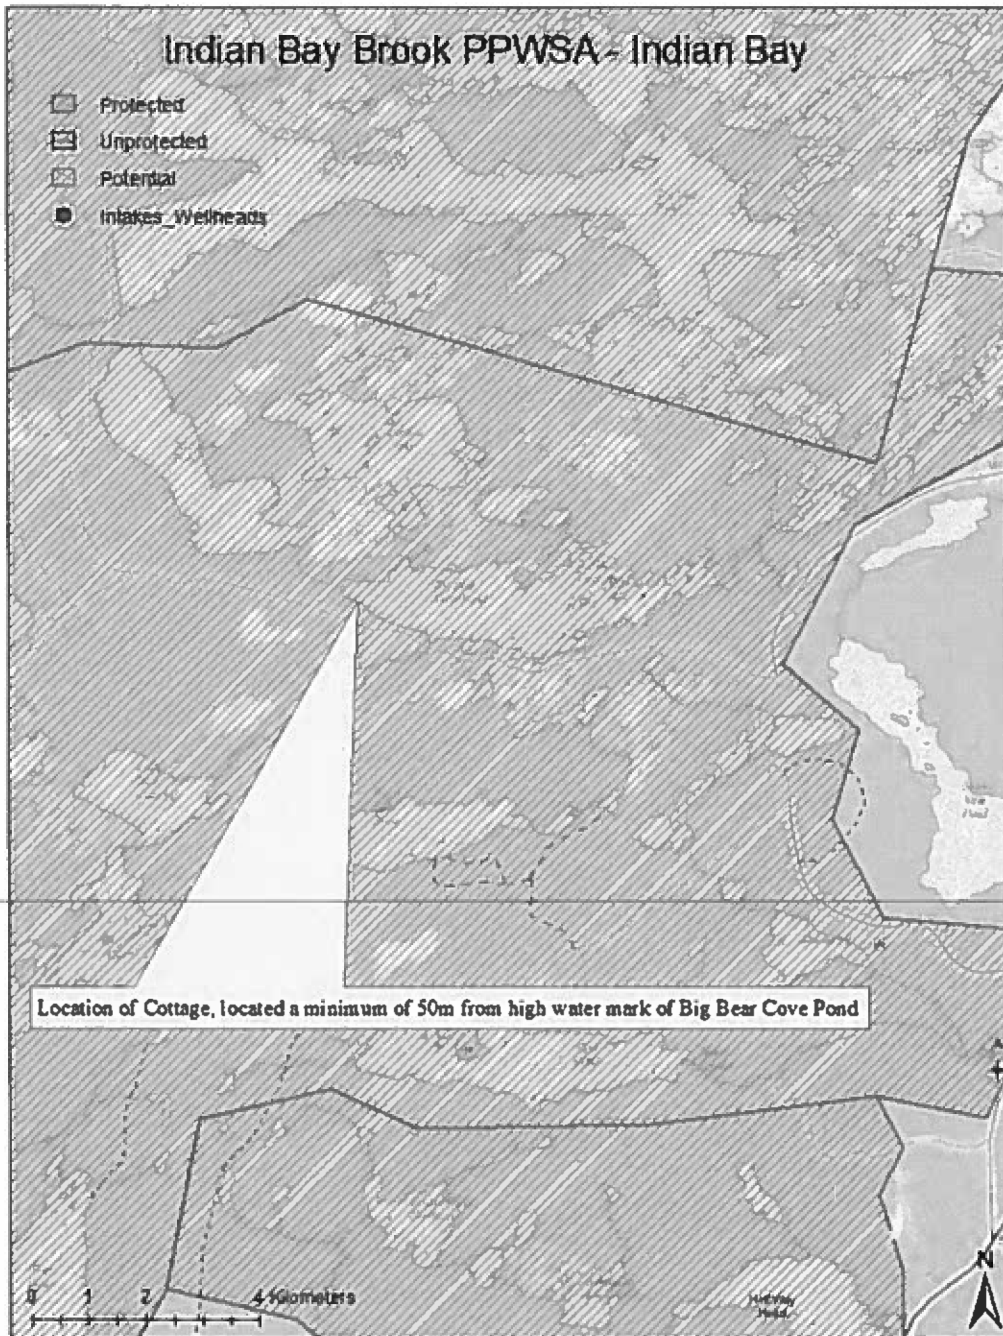 Indian Bay Brook PPWSA - Indian Bay
Protected
Unprotected
Potential
Intakes_Wellheads
Location of Cottage, located a minimum of 50m from high water mark of Big Bear Cove Pond
N
0 1 2 4 Kilometers